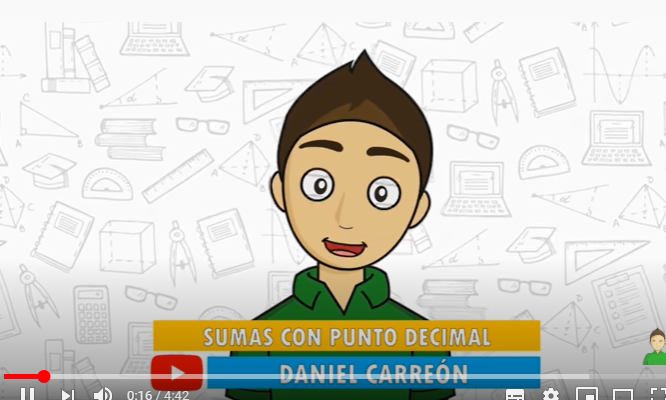 SUMAS CON PUNTO DECIMAL
DANIEL CARREÓN
0:16 / 4:42